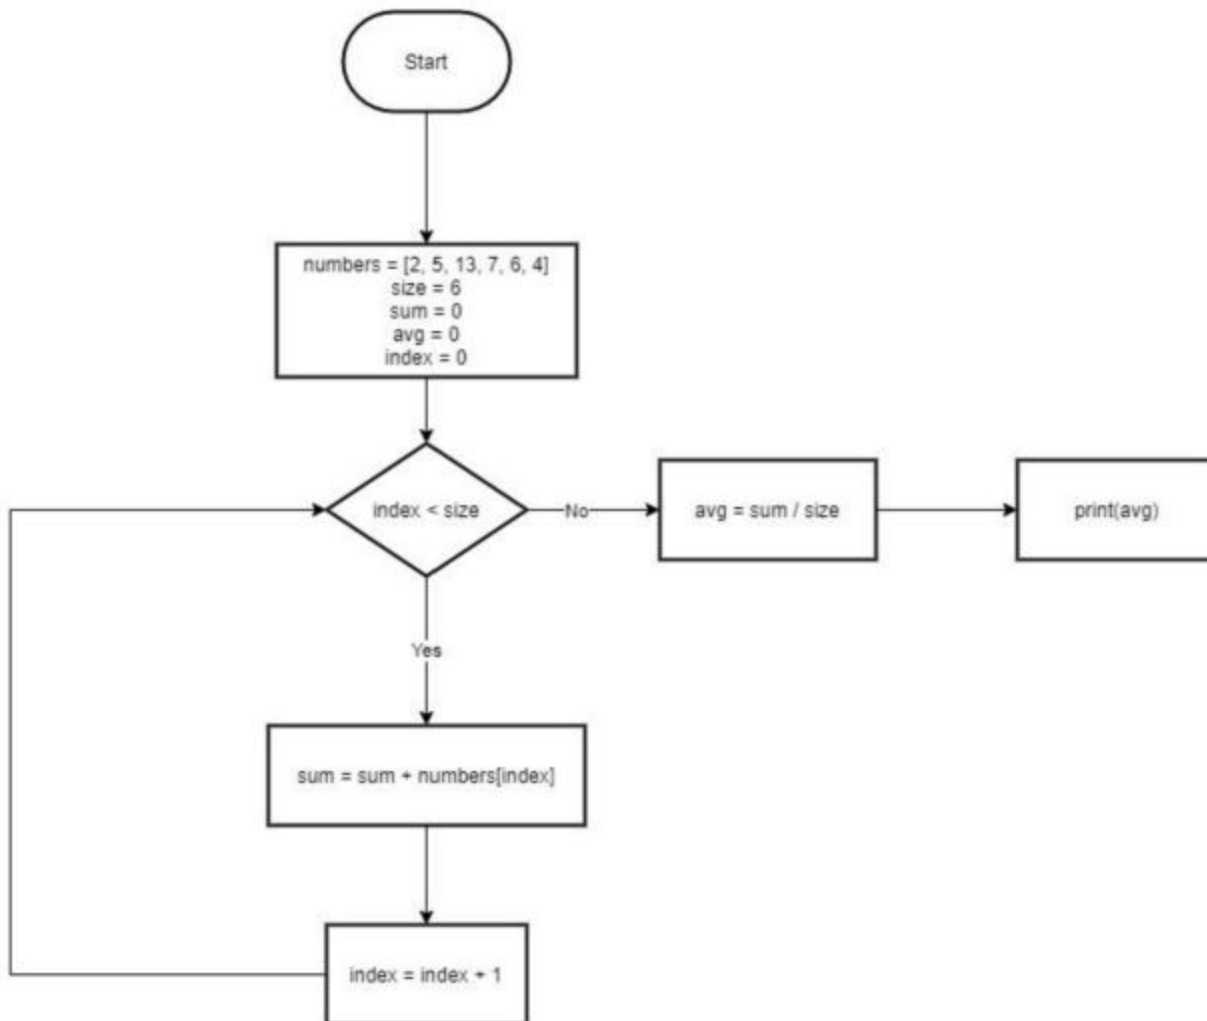 Start
numbers = [2, 5, 13, 7, 6, 4]
size = 6
sum = 0
avg = 0
index = 0
index < size
No
avg = sum / size
print(avg)
Yes
sum = sum + numbers[index]
index = index + 1